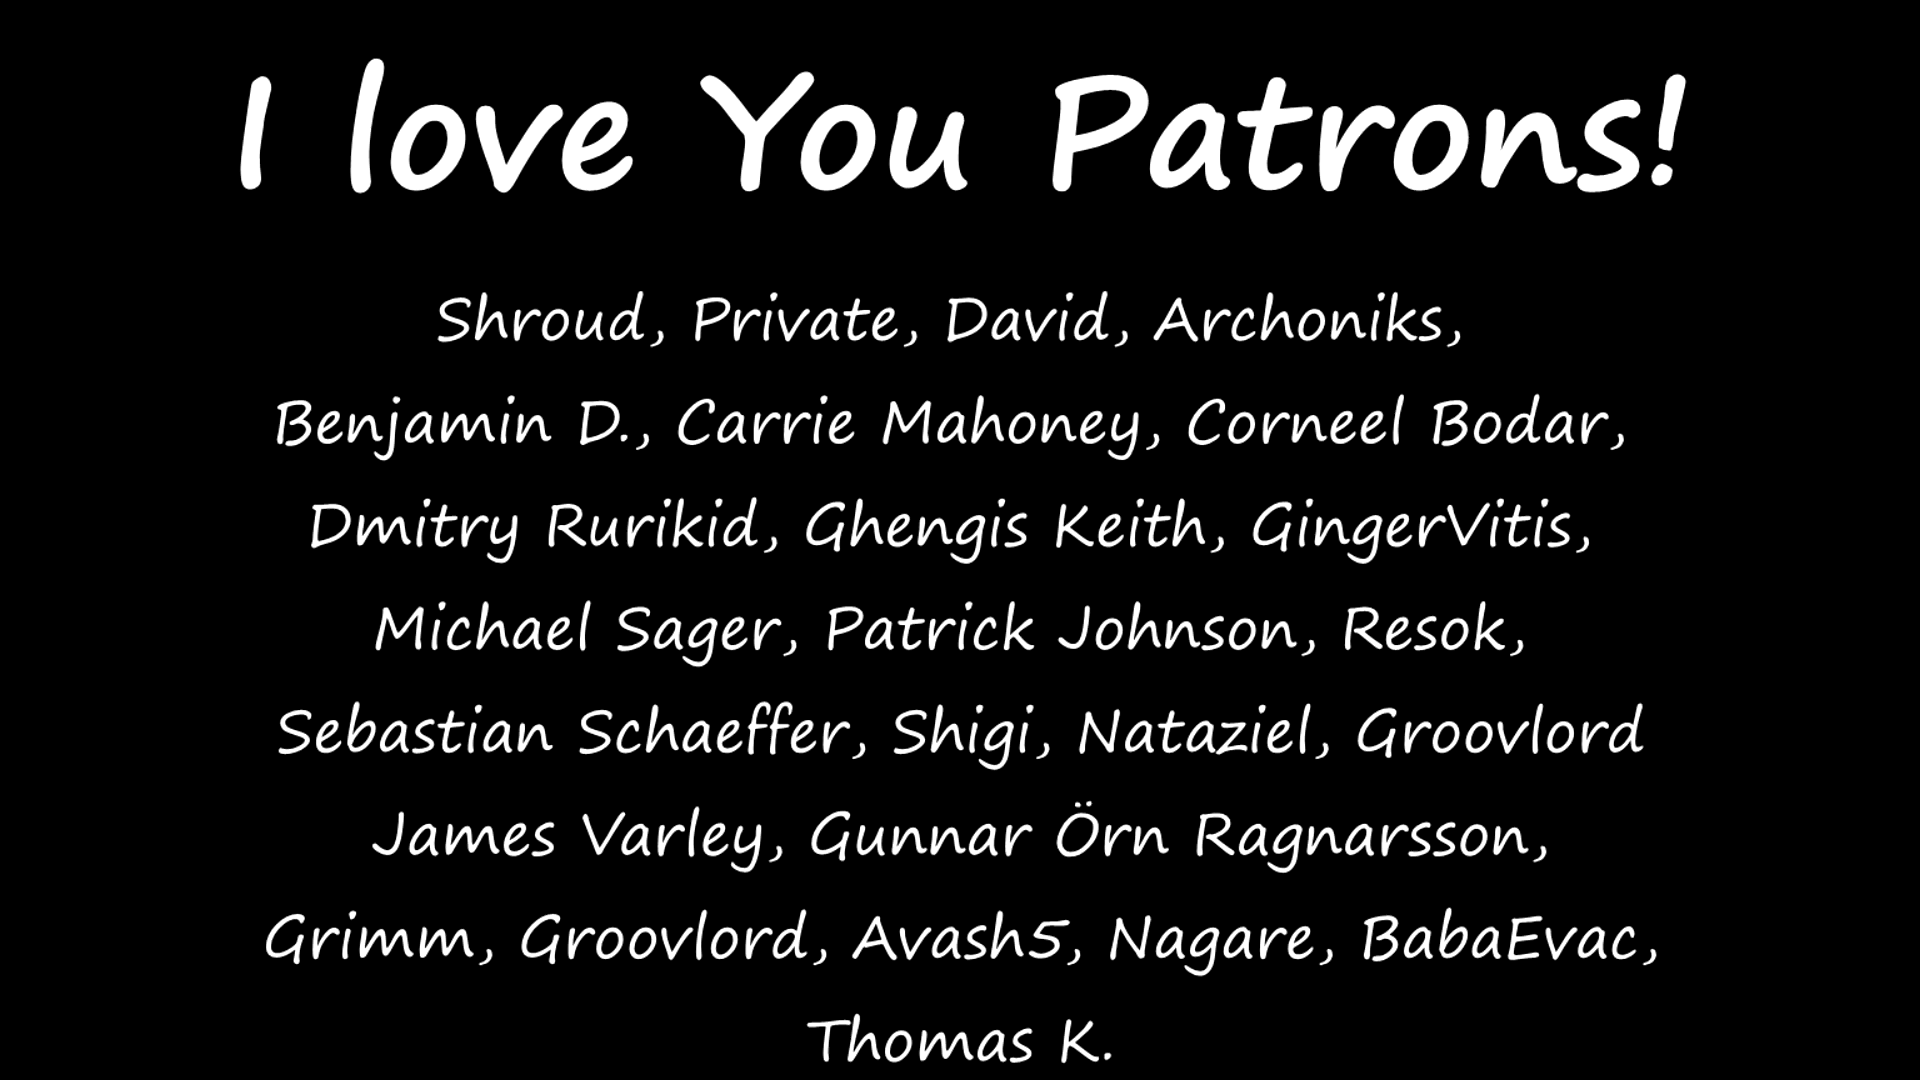 I love You Patrons!
Shroud, Private, David, Archoniks,
Benjamin D., Carrie Mahoney, Corneel Bodar,
Dmitry Rurikid, Ghengis Keith, GingerVitis,
Michael Sager, Patrick Johnson, Resok,
Sebastian Schaeffer, Shigi, Nataziel, Groovlord
James Varley, Gunnar Örn Ragnarsson,
Grimm, Groovlord, Avash5, Nagare, BabaEvac,
Thomas K.